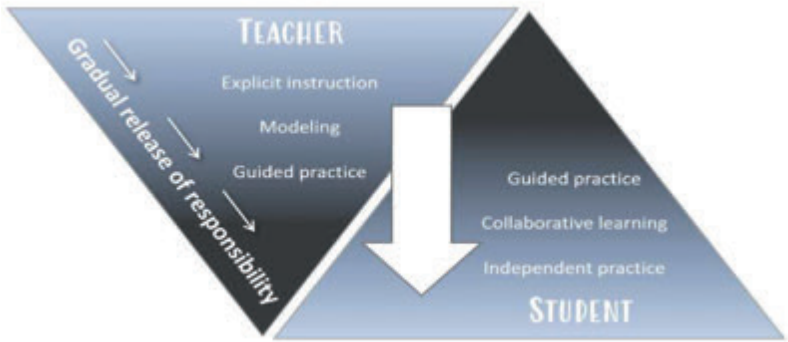 TEACHER
Explicit instruction
Modeling
Guided practice
Gradual release of responsibility
Guided practice
Collaborative learning
Independent practice
STUDENT